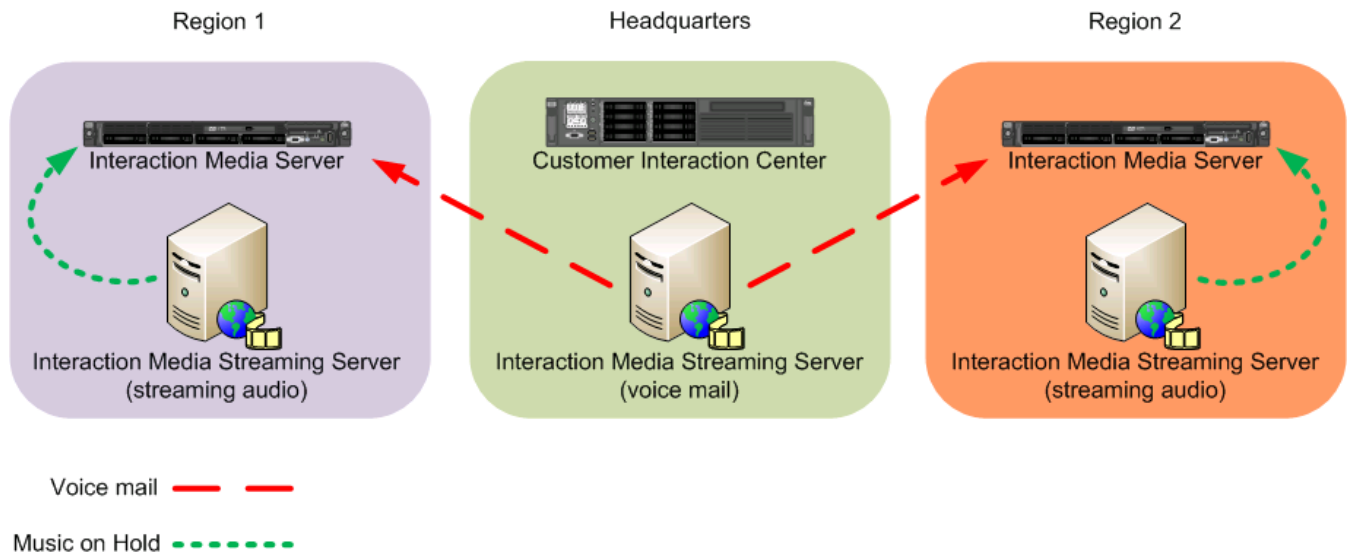 Region 1
Headquarters
Region 2
Interaction Media Server
Customer Interaction Center
Interaction Media Server
Interaction Media Streaming Server
(streaming audio)
Interaction Media Streaming Server
(voice mail)
Interaction Media Streaming Server
(streaming audio)
Voice mail
Music on Hold